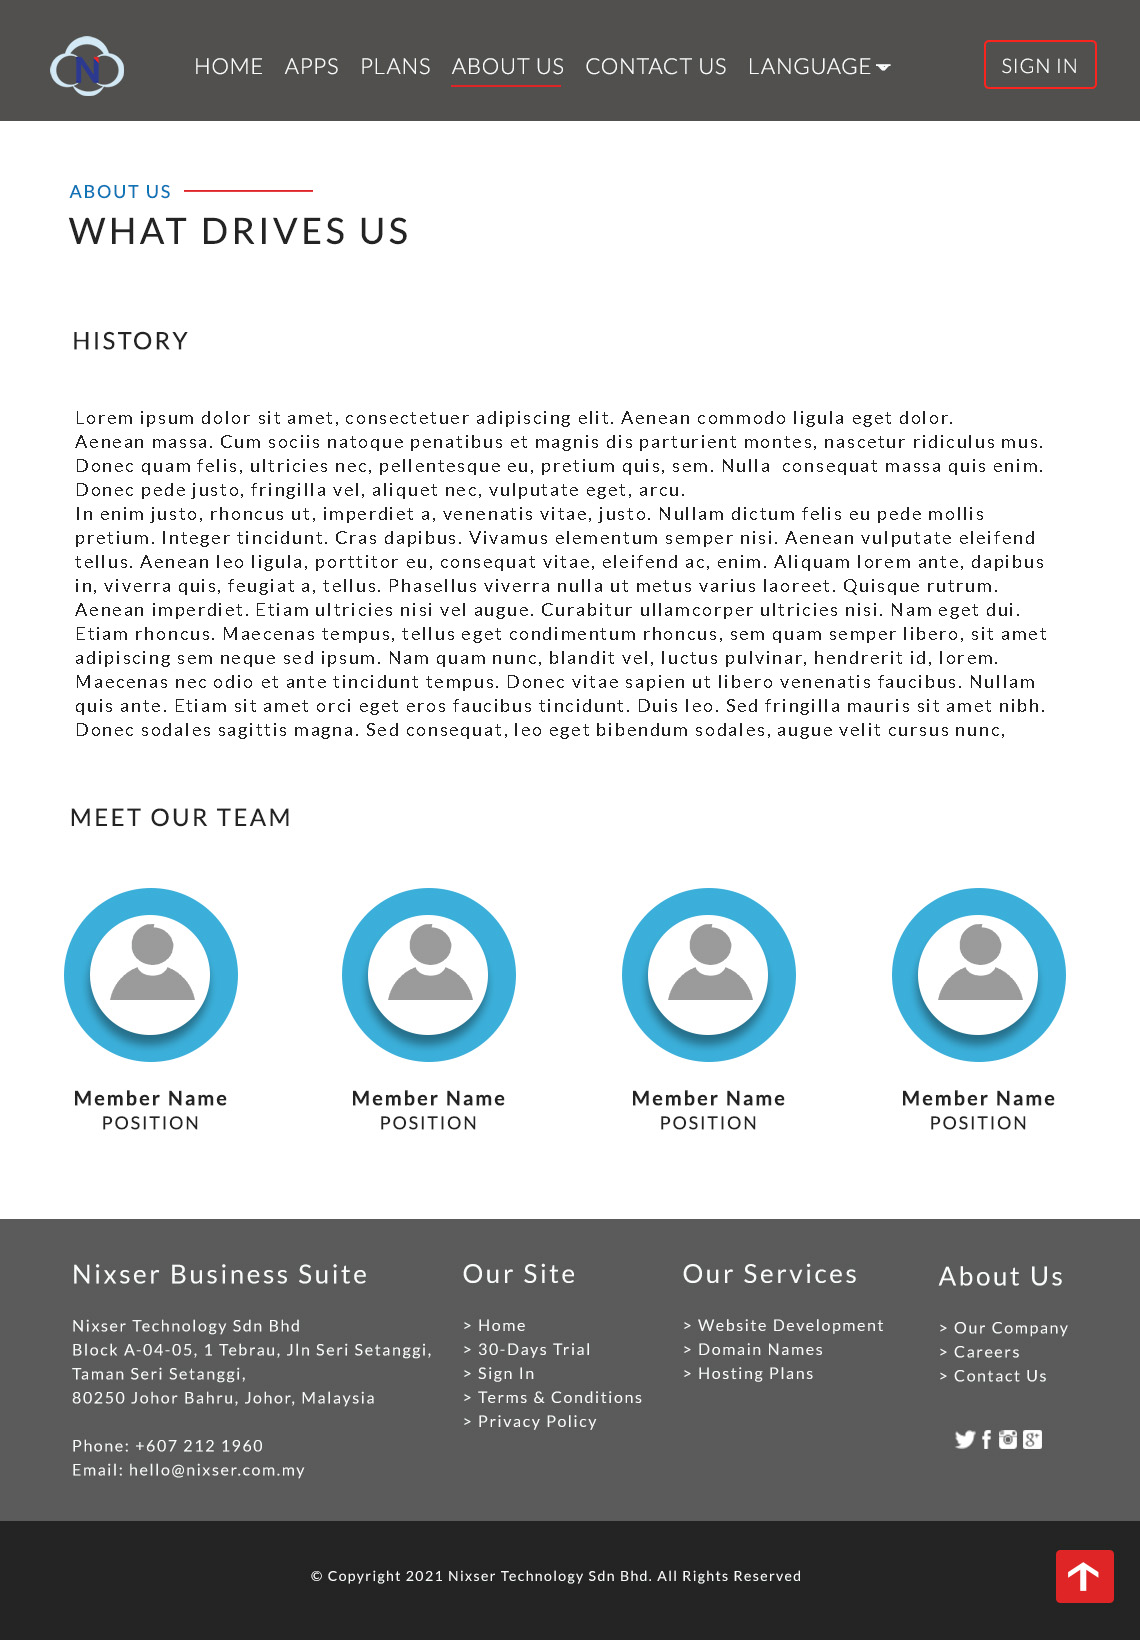 N
HOME APPS PLANS ABOUT US CONTACT US LANGUAGE
SIGN IN
ABOUT US
WHAT DRIVES US
HISTORY
Lorem ipsum dolor sit amet, consectetuer adipiscing elit. Aenean commodo ligula eget dolor.
Aenean massa. Cum sociis natoque penatibus et magnis dis parturient montes, nascetur ridiculus mus.
Donec quam felis, ultricies nec, pellentesque eu, pretium quis, sem. Nulla  consequat massa quis enim.
Donec pede justo, fringilla vel, aliquet nec, vulputate eget, arcu.
In enim justo, rhoncus ut, imperdiet a, venenatis vitae, justo. Nullam dictum felis eu pede mollis
pretium. Integer tincidunt. Cras dapibus. Vivamus elementum semper nisi. Aenean vulputate eleifend
tellus. Aenean leo ligula, porttitor eu, consequat vitae, eleifend ac, enim. Aliquam lorem ante, dapibus
in, viverra quis, feugiat a, tellus. Phasellus viverra nulla ut metus varius laoreet. Quisque rutrum.
Aenean imperdiet. Etiam ultricies nisi vel augue. Curabitur ullamcorper ultricies nisi. Nam eget dui.
Etiam rhoncus. Maecenas tempus, tellus eget condimentum rhoncus, sem quam semper libero, sit amet
adipiscing sem neque sed ipsum. Nam quam nunc, blandit vel, luctus pulvinar, hendrerit id, lorem.
Maecenas nec odio et ante tincidunt tempus. Donec vitae sapien ut libero venenatis faucibus. Nullam
quis ante. Etiam sit amet orci eget eros faucibus tincidunt. Duis leo. Sed fringilla mauris sit amet nibh.
Donec sodales sagittis magna. Sed consequat, leo eget bibendum sodales, augue velit cursus nunc,
MEET OUR TEAM
Member Name
POSITION
Member Name
POSITION
Member Name
POSITION
Member Name
POSITION
Nixser Business Suite
Nixser Technology Sdn Bhd
Block A-04-05, 1 Tebrau, Jln Seri Setanggi,
Taman Seri Setanggi,
80250 Johor Bahru, Johor, Malaysia
Phone: +607 212 1960
Email: hello@nixser.com.my
Our Site
> Home
> 30-Days Trial
> Sign In
> Terms & Conditions
> Privacy Policy
Our Services
> Website Development
> Domain Names
> Hosting Plans
About Us
> Our Company
> Careers
> Contact Us
© Copyright 2021 Nixser Technology Sdn Bhd. All Rights Reserved